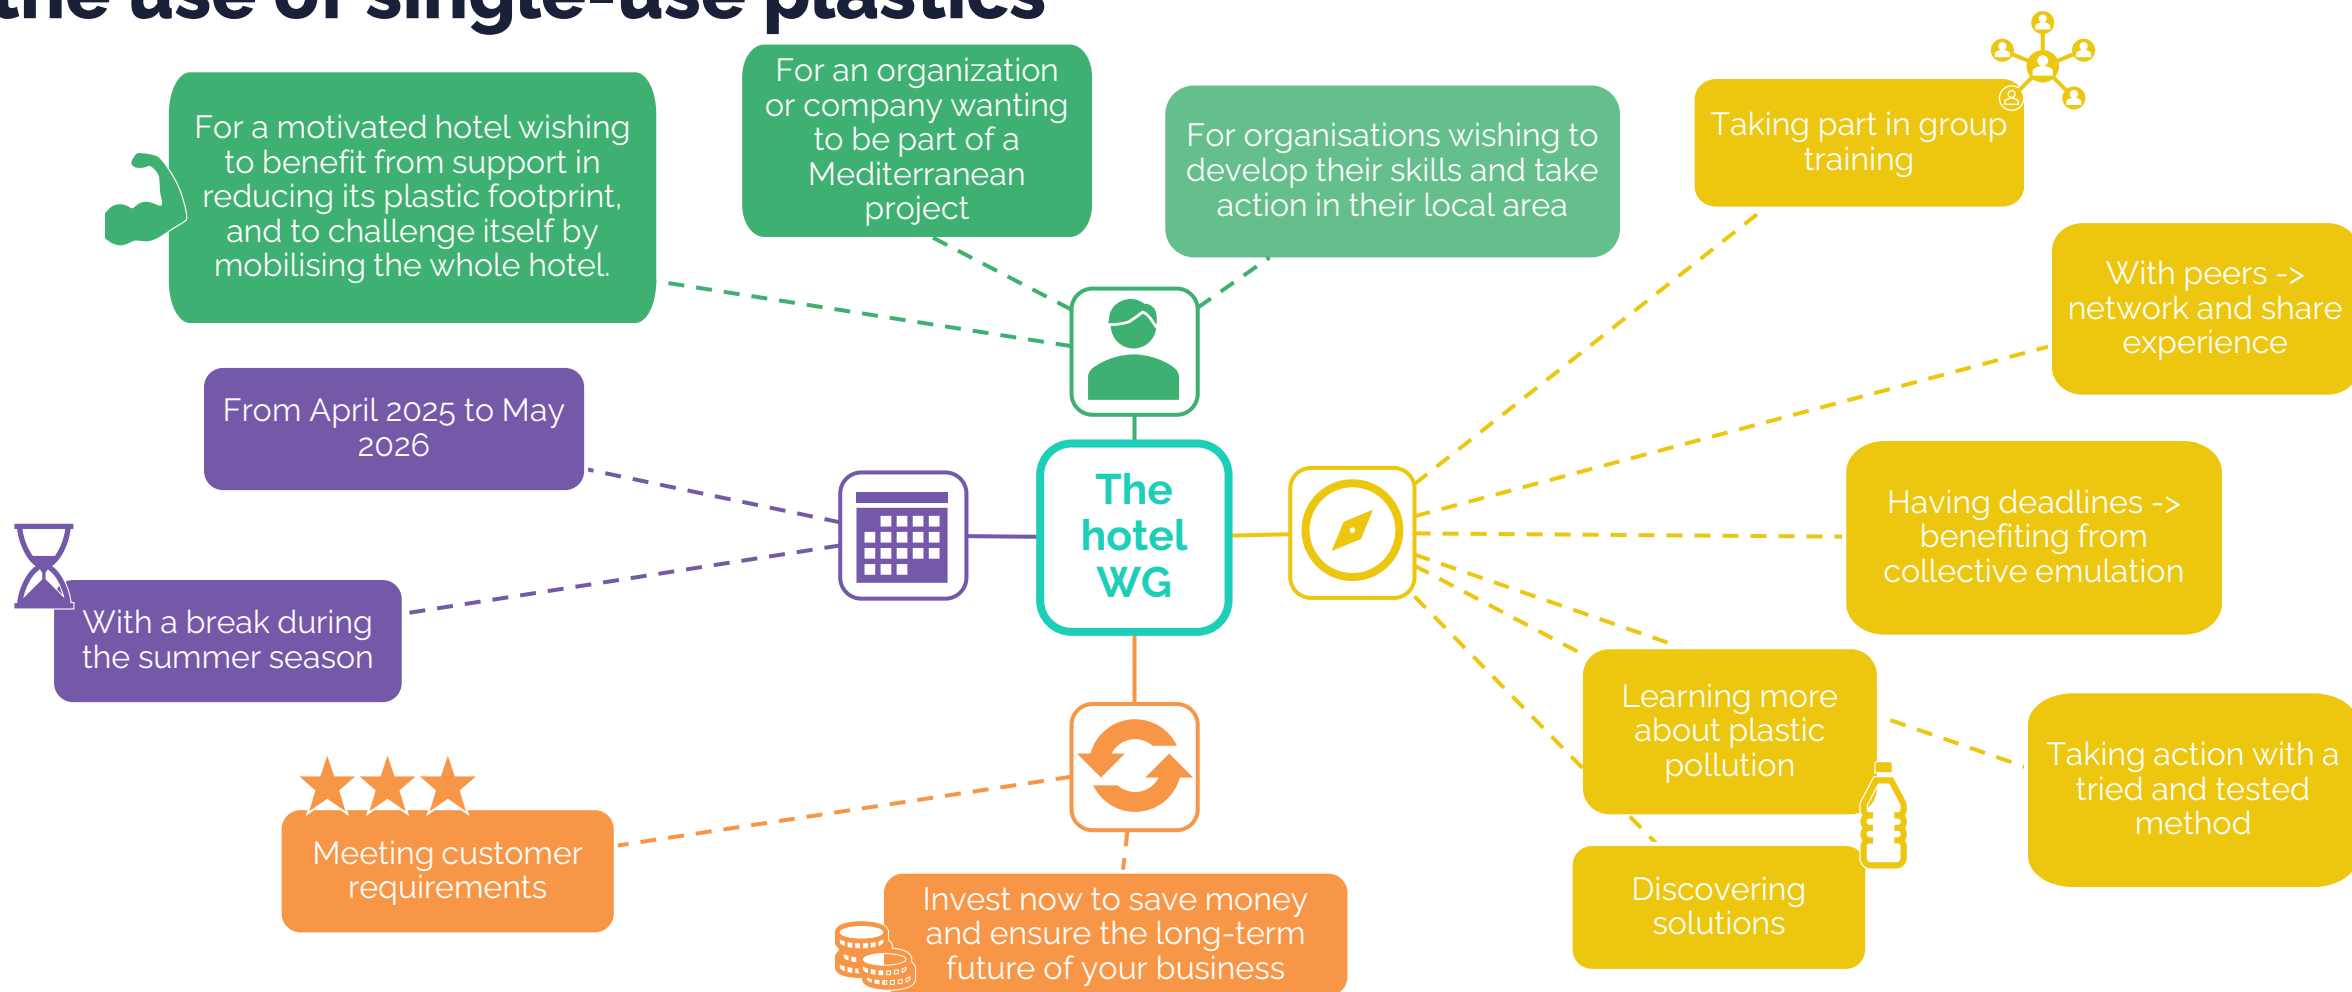 the use of single-use plastics
For a motivated hotel wishing
to benefit from support in
reducing its plastic footprint,
and to challenge itself by
mobilising the whole hotel.
For an organization
or company wanting
to be part of a
Mediterranean
project
For organisations wishing to
develop their skills and take
action in their local area
Taking part in group
training
With peers ->
network and share
experience
From April 2025 to May
2026
The
hotel
WG
Having deadlines ->
benefiting from
collective emulation
With a break during
the summer season
Learning more
about plastic
pollution
Taking action with a
tried and tested
method
Meeting customer
requirements
Invest now to save money
and ensure the long-term
future of your business
Discovering
solutions